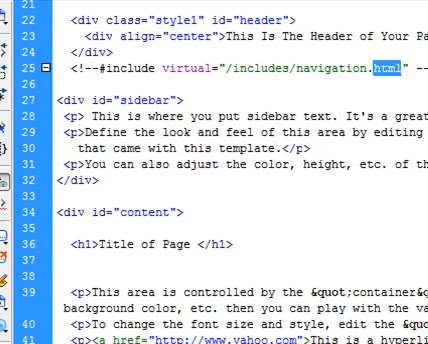 21
22 <div class="style1" id="header">
23 <div align="center">This Is The Header of Your Pa
24 </div>
25 <!--#include virtual="/includes/navigation.html" --
26
27 <div id="sidebar">
28 <p> This is where you put sidebar text. It's a great
29 <p>Define the look and feel of this area by editing
30 that came with this template.</p>
31 <p>You can also adjust the color, height, etc. of th
32 </div>
33
34 <div id="content">
35
36 <h1>Title of Page </h1>
37
38
39 <p>This area is controlled by the &quot;container&q
background color, etc. then you can play with the va
40 <p>To change the font size and style, edit the &qu
41 <p><a href="http://www.yahoo.com">This is a hyperli